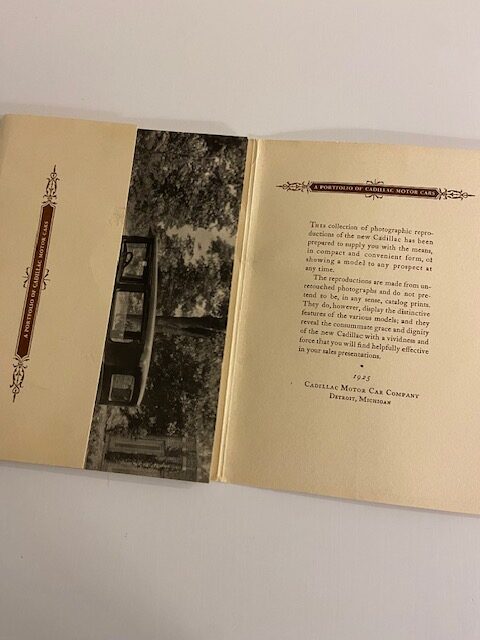 A PORTFOLIO OF CADILLAC MOTOR CARS
A PORTFOLIO OF CADILLAC MOTOR CARS
THIS collection of photographic repro-
ductions of the new Cadillac has been
prepared to supply you with the means,
in compact and convenient form, of
showing a model to any prospect at
any time.
The reproductions are made from un-
retouched photographs and do not pre-
tend to be, in any sense, catalog prints.
They do, however, display the distinctive
features of the various models; and they
reveal the consummate grace and dignity
of the new Cadillac with a vividness and
force that you will find helpfully effective
in your sales presentations.
1925
CADILLAC MOTOR CAR COMPANY
DETROIT, MICHIGAN